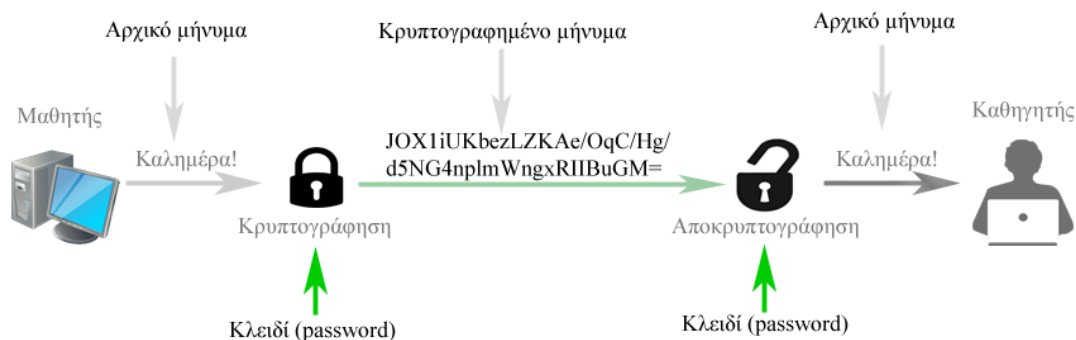 Αρχικό μήνυμα
Κρυπτογραφημένο μήνυμα
Αρχικό μήνυμα
Μαθητής
Καθηγητής
Καλημέρα!
JOX1iUKbezLZKAe/OqC/Hg/
d5NG4nplmWngxRIIBuGM=
Καλημέρα!
Κρυπτογράφηση
Αποκρυπτογράφηση
Κλειδί (password)
Κλειδί (password)